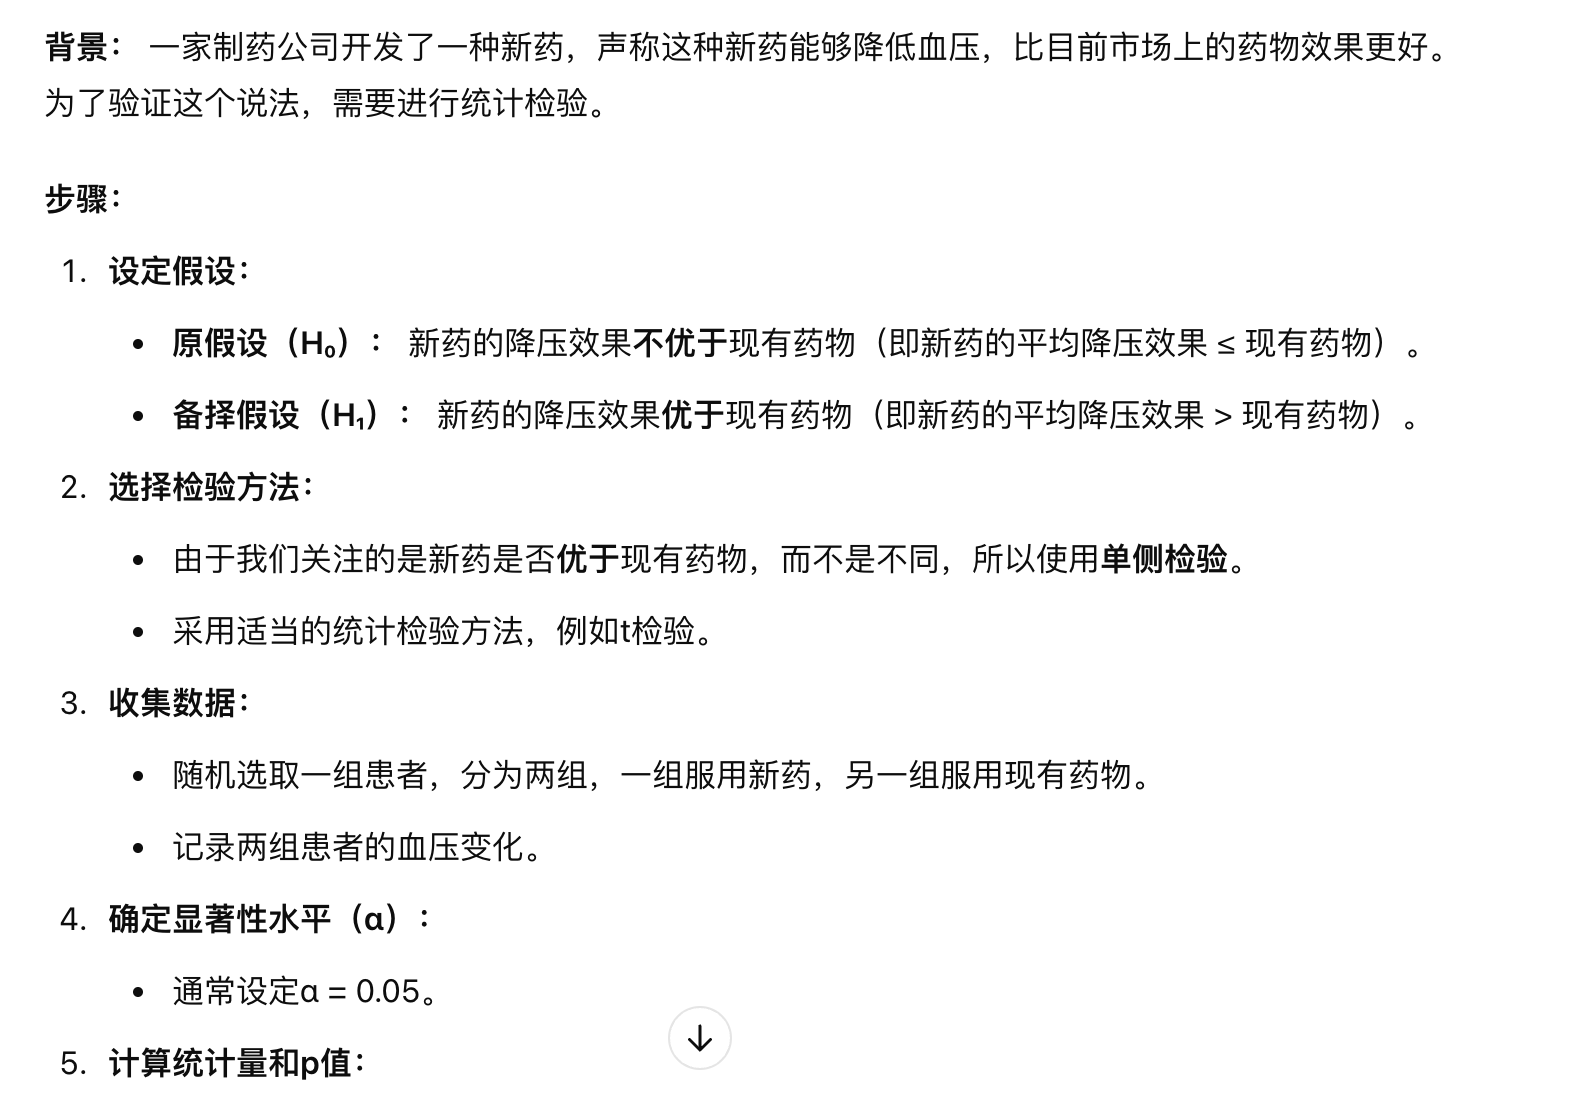 背景： 一家制药公司开发了一种新药，声称这种新药能够降低血压，比目前市场上的药物效果更好。
为了验证这个说法，需要进行统计检验。
步骤：
1. 设定假设：
• 原假设（H₀）： 新药的降压效果不优于现有药物（即新药的平均降压效果 ≤ 现有药物）。
• 备择假设（H₁）： 新药的降压效果优于现有药物（即新药的平均降压效果 > 现有药物）。
2. 选择检验方法：
• 由于我们关注的是新药是否优于现有药物，而不是不同，所以使用单侧检验。
• 采用适当的统计检验方法，例如t检验。
3. 收集数据：
• 随机选取一组患者，分为两组，一组服用新药，另一组服用现有药物。
• 记录两组患者的血压变化。
4. 确定显著性水平（α）：
• 通常设定α = 0.05。
5. 计算统计量和p值：